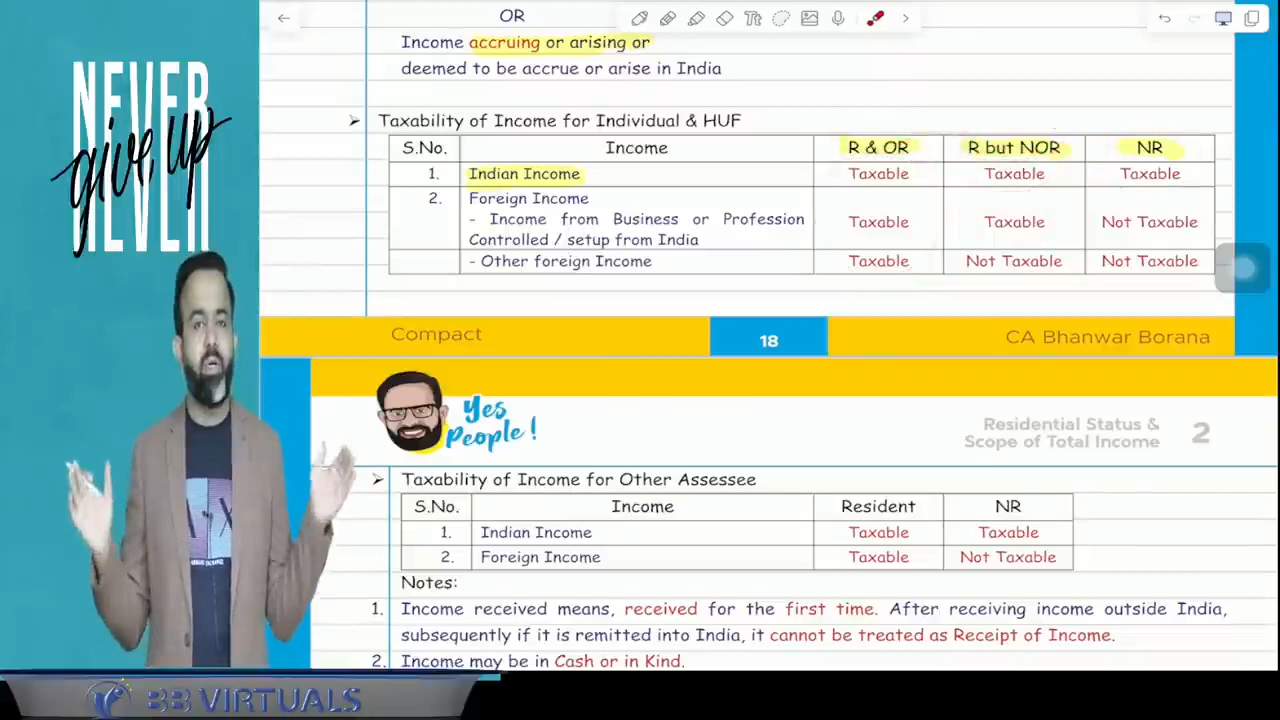 NEVER
give up
NEVER
OR
Tt
Income accruing or arising or
deemed to be accrue or arise in India
➢ Taxability of Income for Individual & HUF
S.No. Income R & OR R but NOR NR
1. Indian Income Taxable Taxable Taxable
2. Foreign Income
- Income from Business or Profession
Controlled / setup from India Taxable Taxable Not Taxable
- Other foreign Income Taxable Not Taxable Not Taxable
Compact 18 CA Bhanwar Borana
Yes
People!
Residential Status &
Scope of Total Income 2
➢ Taxability of Income for Other Assessee
S.No. Income Resident NR
1. Indian Income Taxable Taxable
2. Foreign Income Taxable Not Taxable
Notes:
1. Income received means, received for the first time. After receiving income outside India,
subsequently if it is remitted into India, it cannot be treated as Receipt of Income.
2. Income may be in Cash or in Kind.
BB VIRTUALS